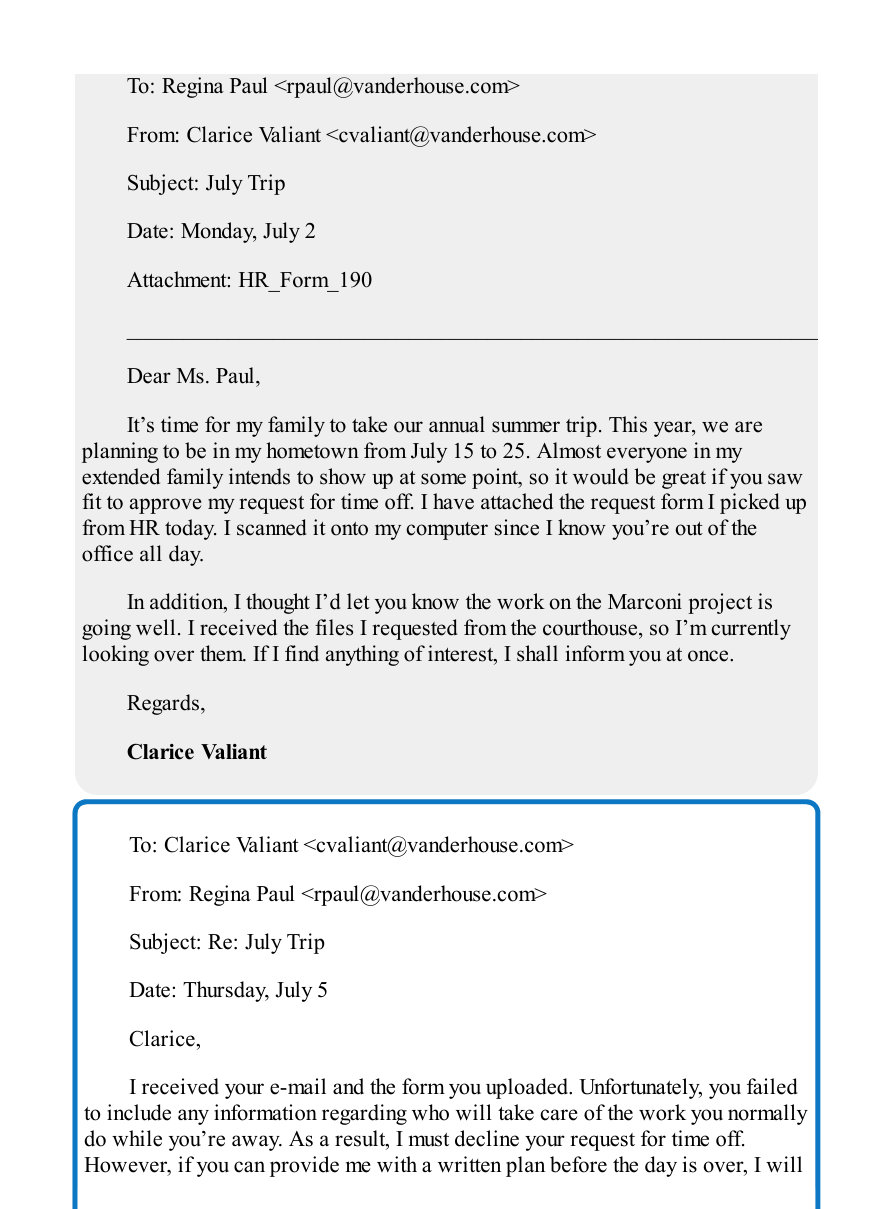 To: Regina Paul <rpaul@vanderhouse.com>
From: Clarice Valiant <cvaliant@vanderhouse.com>
Subject: July Trip
Date: Monday, July 2
Attachment: HR_Form_190
Dear Ms. Paul,
It’s time for my family to take our annual summer trip. This year, we are
planning to be in my hometown from July 15 to 25. Almost everyone in my
extended family intends to show up at some point, so it would be great if you saw
fit to approve my request for time off. I have attached the request form I picked up
from HR today. I scanned it onto my computer since I know you’re out of the
office all day.
In addition, I thought I’d let you know the work on the Marconi project is
going well. I received the files I requested from the courthouse, so I’m currently
looking over them. If I find anything of interest, I shall inform you at once.
Regards,
Clarice Valiant
To: Clarice Valiant <cvaliant@vanderhouse.com>
From: Regina Paul <rpaul@vanderhouse.com>
Subject: Re: July Trip
Date: Thursday, July 5
Clarice,
I received your e-mail and the form you uploaded. Unfortunately, you failed
to include any information regarding who will take care of the work you normally
do while you’re away. As a result, I must decline your request for time off.
However, if you can provide me with a written plan before the day is over, I will